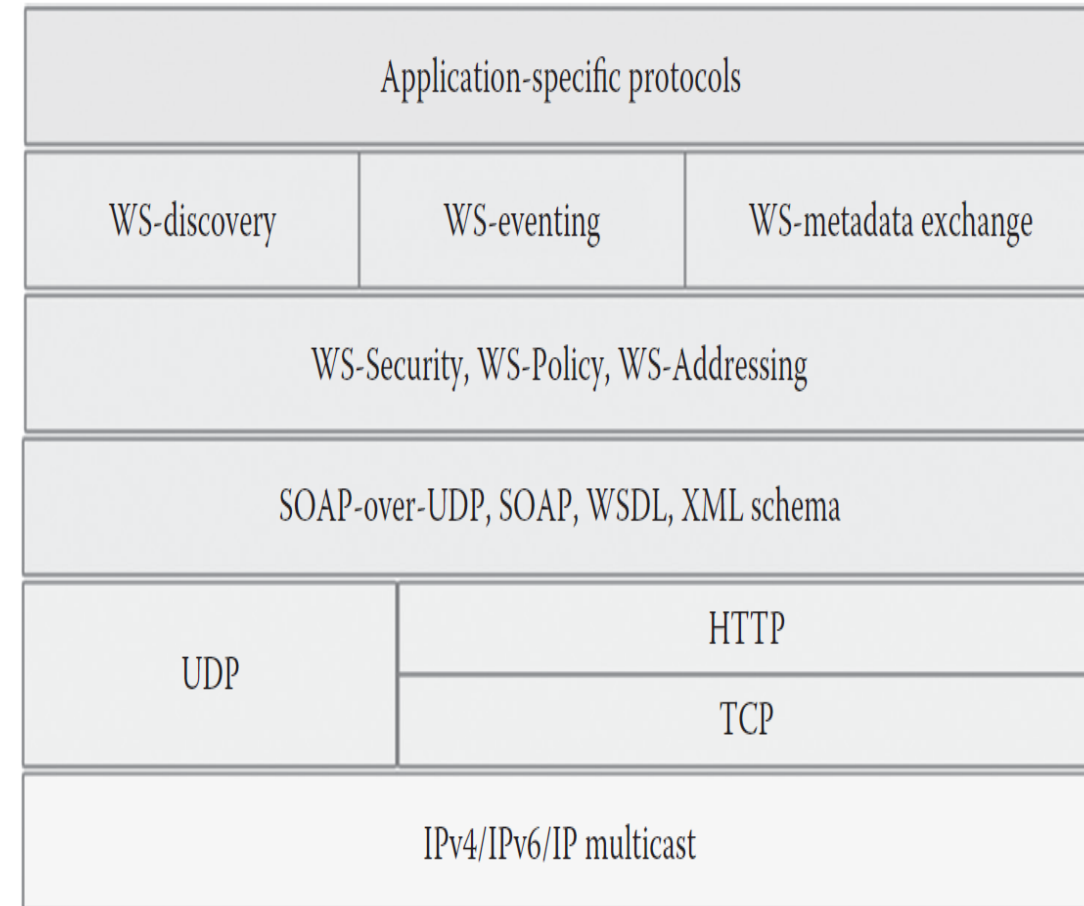 Application-specific protocols
WS-discovery
WS-eventing
WS-metadata exchange
WS-Security, WS-Policy, WS-Addressing
SOAP-over-UDP, SOAP, WSDL, XML schema
UDP
HTTP
TCP
IPv4/IPv6/IP multicast